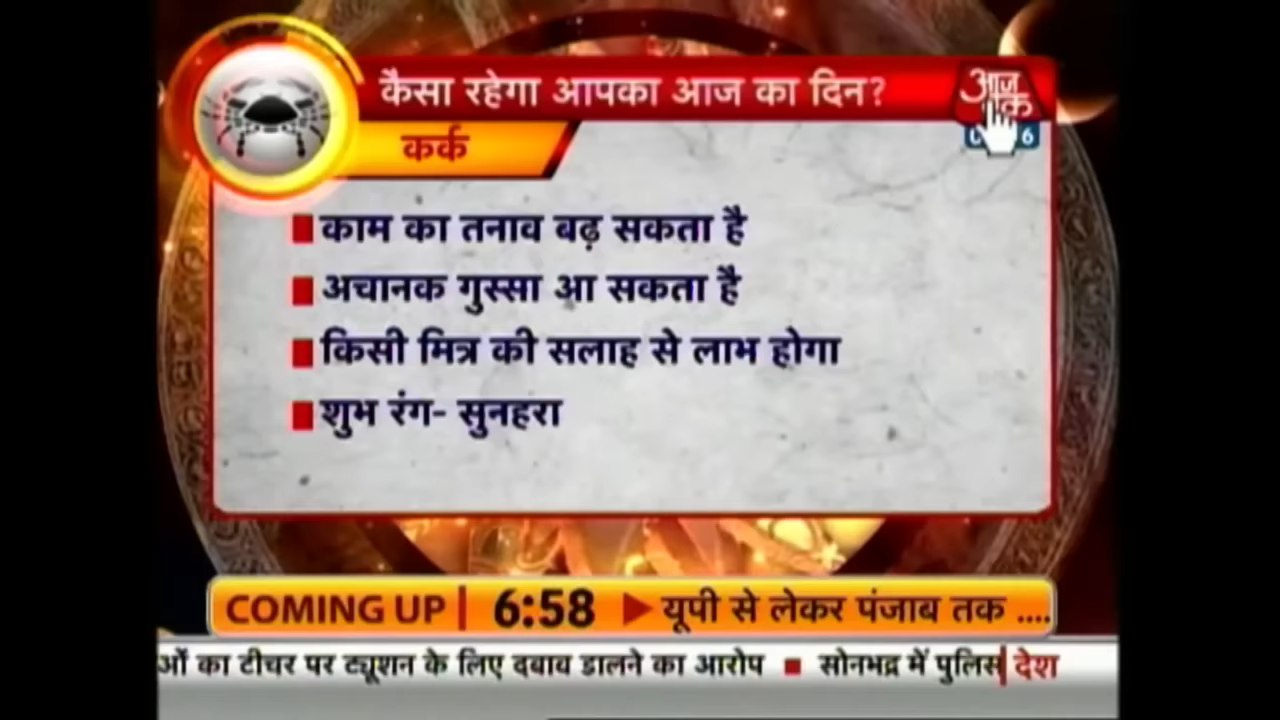 कैसा रहेगा आपका आज का दिन?
आज
तक
6
कर्क
काम का तनाव बढ़ सकता है
अचानक गुस्सा आ सकता है
किसी मित्र की सलाह से लाभ होगा
शुभ रंग- सुनहरा
COMING UP 6:58 यूपी से लेकर पंजाब तक ....
ओं का टीचर पर ट्यूशन के लिए दबाव डालने का आरोप ■ सोनभद्र में पुलिस देश